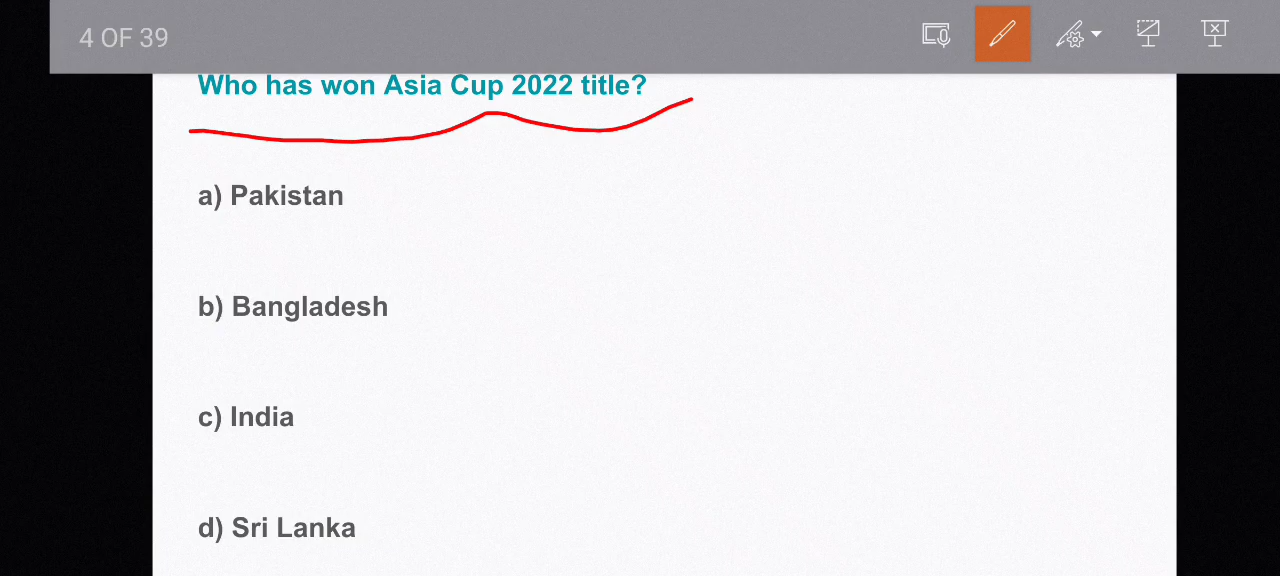 4 OF 39
Who has won Asia Cup 2022 title?
a) Pakistan
b) Bangladesh
c) India
d) Sri Lanka